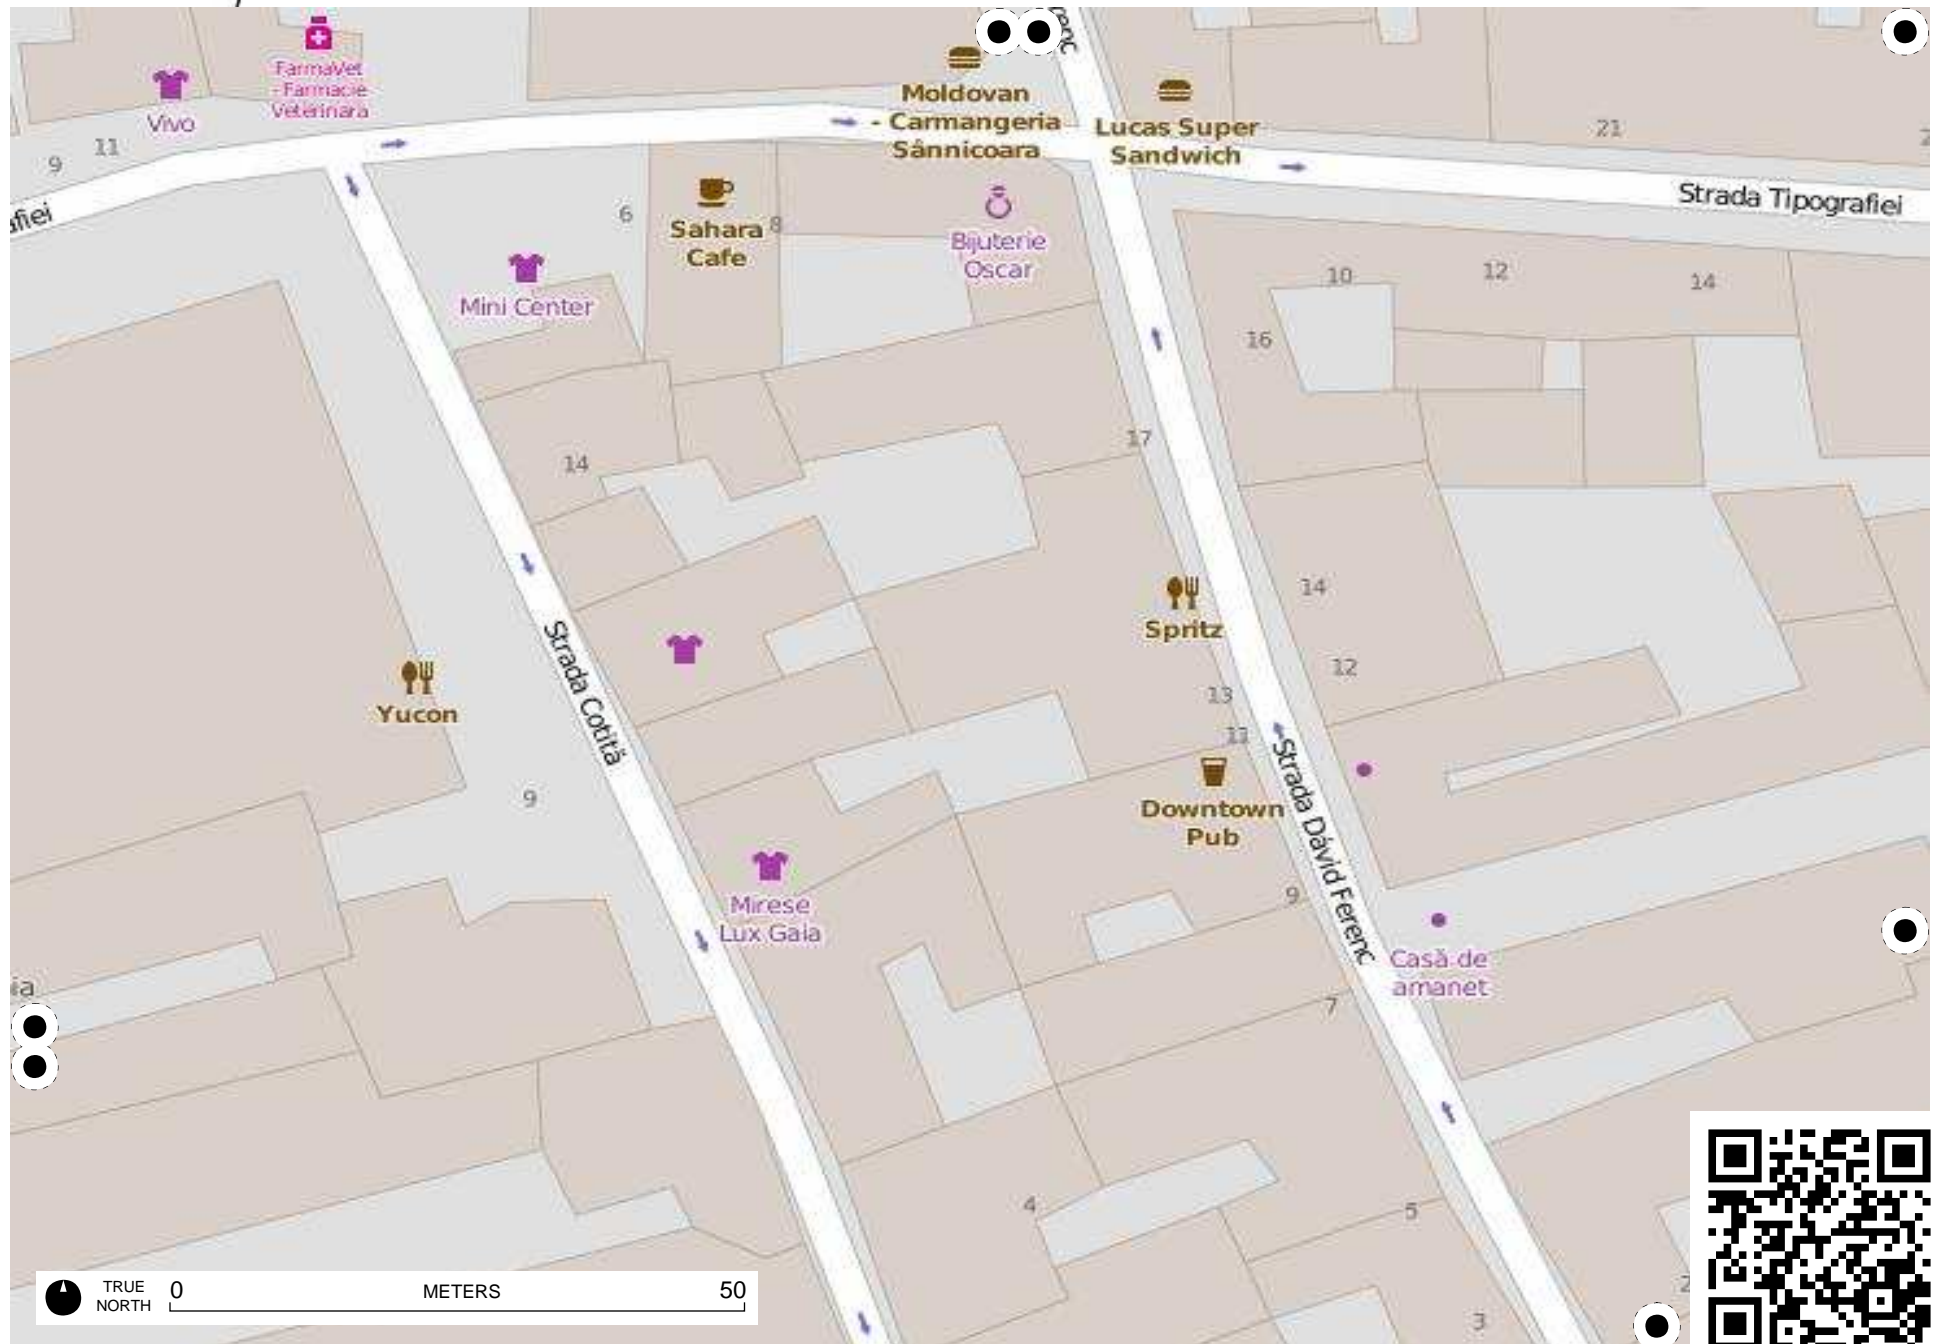 FarmaVet
- Farmacie
Veterinara
Vivo
11
9
Moldovan
- Carmangeria
Sânnicoara
Lucas Super
Sandwich
21
Strada Tipografiei
6
Sahara
Cafe
8
Bijuterie
Oscar
Mini Center
10
12
14
16
17
14
14
Spritz
12
13
11
Yucon
Strada Cotită
9
Downtown
Pub
Strada Dávid Ferenc
Mirese
Lux Gaia
9
Casă de
amanet
7
4
5
3
TRUE
NORTH
0
METERS
50